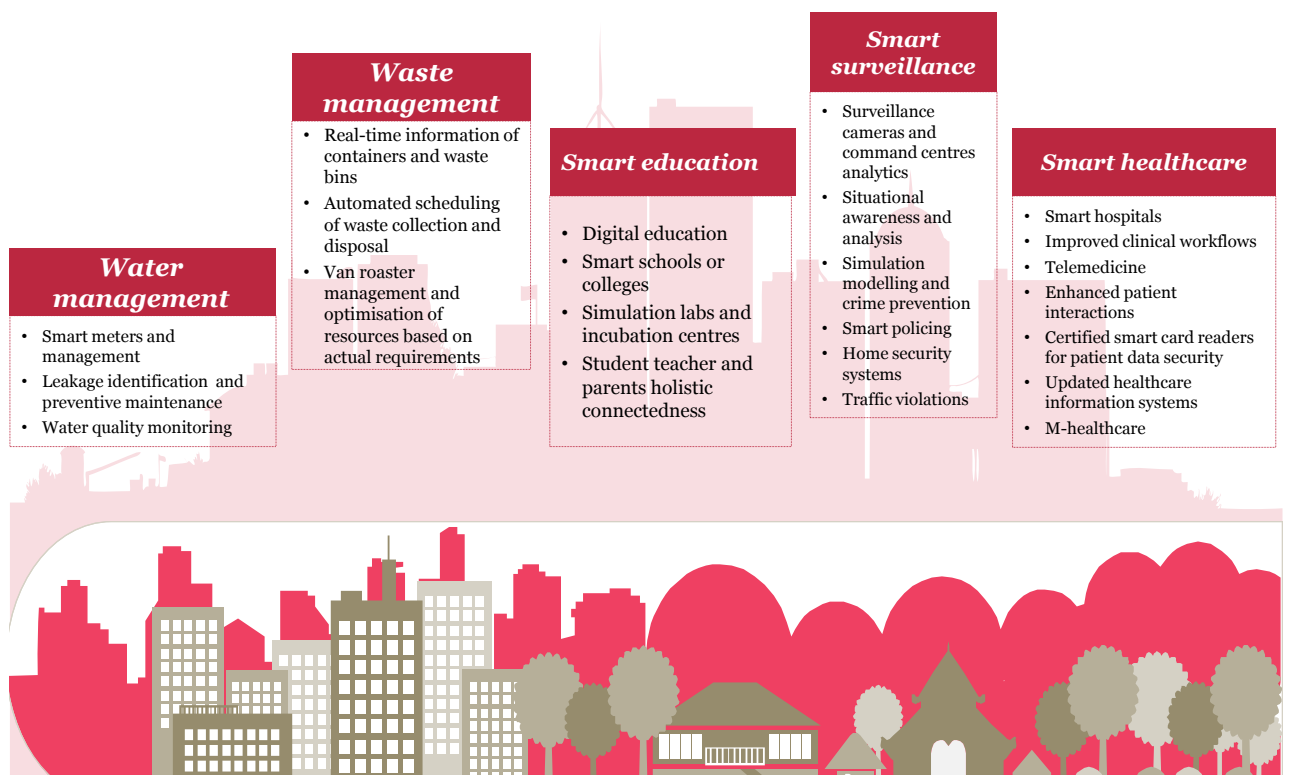 Water
management
• Smart meters and
management
• Leakage identification and
preventive maintenance
• Water quality monitoring
Waste
management
• Real-time information of
containers and waste
bins
• Automated scheduling
of waste collection and
disposal
• Van roaster
management and
optimisation of
resources based on
actual requirements
Smart education
• Digital education
• Smart schools or
colleges
• Simulation labs and
incubation centres
• Student teacher and
parents holistic
connectedness
Smart
surveillance
• Surveillance
cameras and
command centres
analytics
• Situational
awareness and
analysis
• Simulation
modelling and
crime prevention
• Smart policing
• Home security
systems
• Traffic violations
Smart healthcare
• Smart hospitals
• Improved clinical workflows
• Telemedicine
• Enhanced patient
interactions
• Certified smart card readers
for patient data security
• Updated healthcare
information systems
• M-healthcare